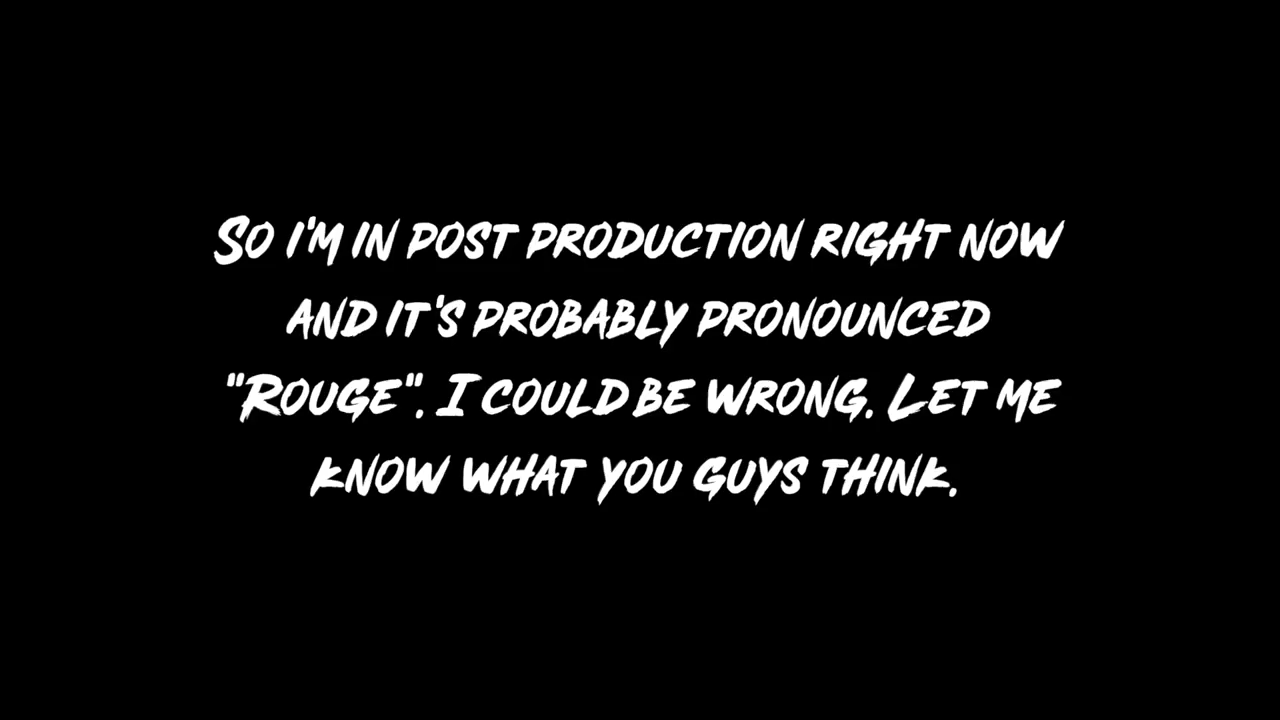 So I'm in post production right now
and it's probably pronounced
"Rouge". I could be wrong. Let me
know what you guys think.